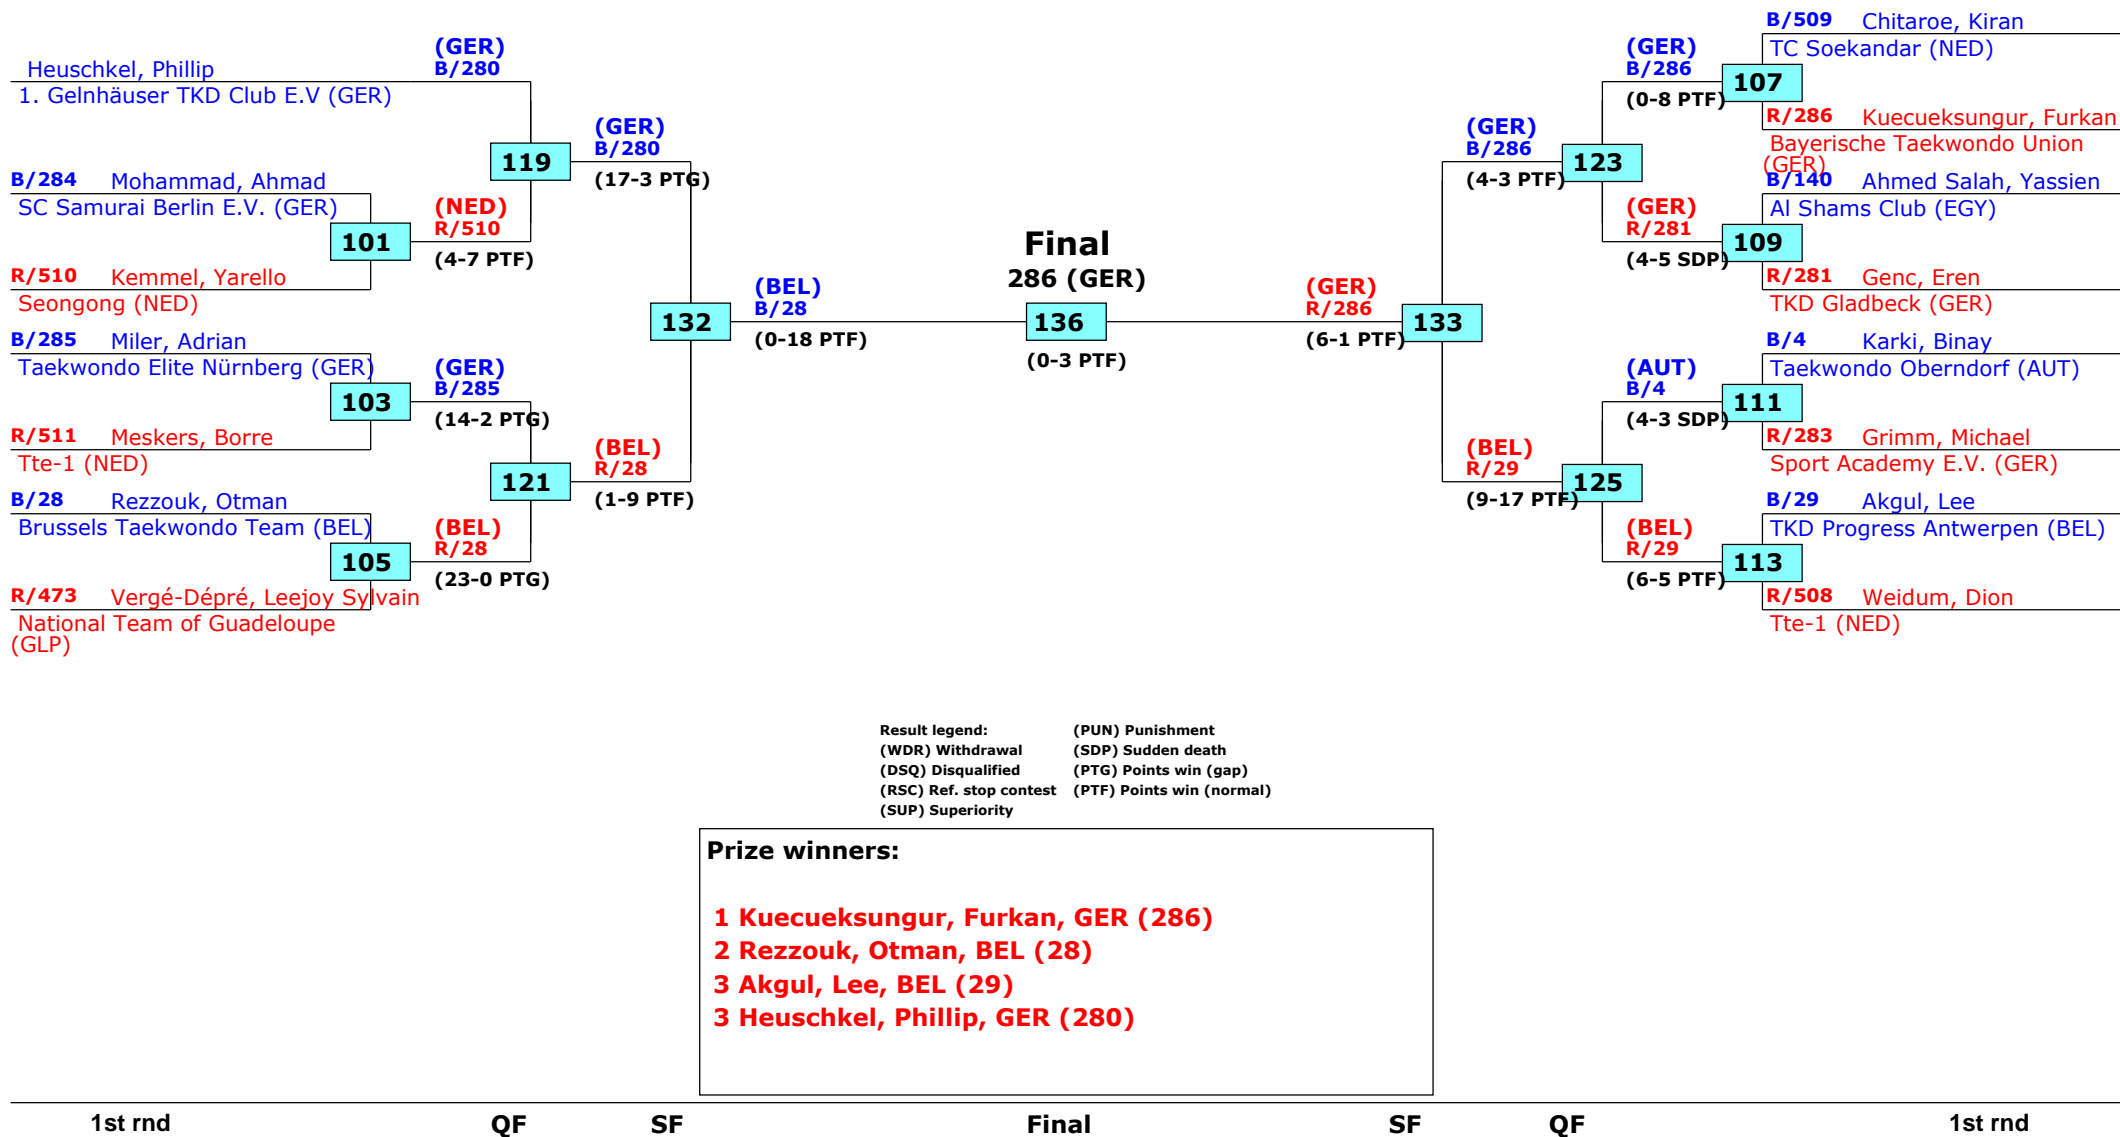 Heuschkel, Phillip
1. Gelnhäuser TKD Club E.V (GER)
(GER)
B/280
B/284 Mohammad, Ahmad
SC Samurai Berlin E.V. (GER)
101
R/510 Kemmel, Yarello
Seongong (NED)
(NED)
R/510
(4-7 PTF)
119
(GER)
B/280
(17-3 PTG)
B/285 Miler, Adrian
Taekwondo Elite Nürnberg (GER)
103
R/511 Meskers, Borre
Tte-1 (NED)
(GER)
B/285
(14-2 PTG)
B/28 Rezzouk, Otman
Brussels Taekwondo Team (BEL)
105
R/473 Vergé-Dépré, Leejoy Sylvain
National Team of Guadeloupe
(GLP)
(BEL)
R/28
(23-0 PTG)
121
(BEL)
R/28
(1-9 PTF)
132
(BEL)
B/28
(0-18 PTF)
Final
286 (GER)
136
(0-3 PTF)
(GER)
R/286
(6-1 PTF)
133
(GER)
B/286
(4-3 PTF)
123
(GER)
B/286
(0-8 PTF)
107
B/509 Chitaroe, Kiran
TC Soekandar (NED)
R/286 Kuecueksungur, Furkan
Bayerische Taekwondo Union
(GER)
B/140 Ahmed Salah, Yassien
Al Shams Club (EGY)
(GER)
R/281
(4-5 SDP)
109
R/281 Genc, Eren
TKD Gladbeck (GER)
B/4 Karki, Binay
Taekwondo Oberndorf (AUT)
(AUT)
B/4
(4-3 SDP)
111
R/283 Grimm, Michael
Sport Academy E.V. (GER)
(BEL)
R/29
(9-17 PTF)
125
B/29 Akgul, Lee
TKD Progress Antwerpen (BEL)
(BEL)
R/29
(6-5 PTF)
113
R/508 Weidum, Dion
Tte-1 (NED)
Result legend: (PUN) Punishment
(WDR) Withdrawal (SDP) Sudden death
(DSQ) Disqualified (PTG) Points win (gap)
(RSC) Ref. stop contest (PTF) Points win (normal)
(SUP) Superiority
Prize winners:
1 Kuecueksungur, Furkan, GER (286)
2 Rezzouk, Otman, BEL (28)
3 Akgul, Lee, BEL (29)
3 Heuschkel, Phillip, GER (280)
1st rnd QF SF Final SF QF 1st rnd